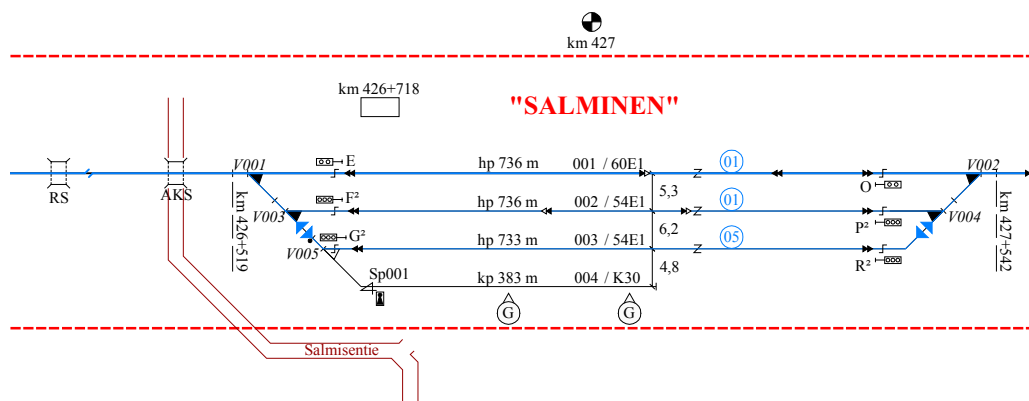 km 427
km 426+718
"SALMINEN"
V001
E
hp 736 m
001 / 60E1
01
V002
RS
AKS
O
F²
5,3
hp 736 m
002 / 54E1
01
V003
V004
km 426+519
km 427+542
P²
G²
6,2
hp 733 m
003 / 54E1
05
V005
R²
Sp001
kp 383 m
004 / K30
4,8
G
G
Salmisentie